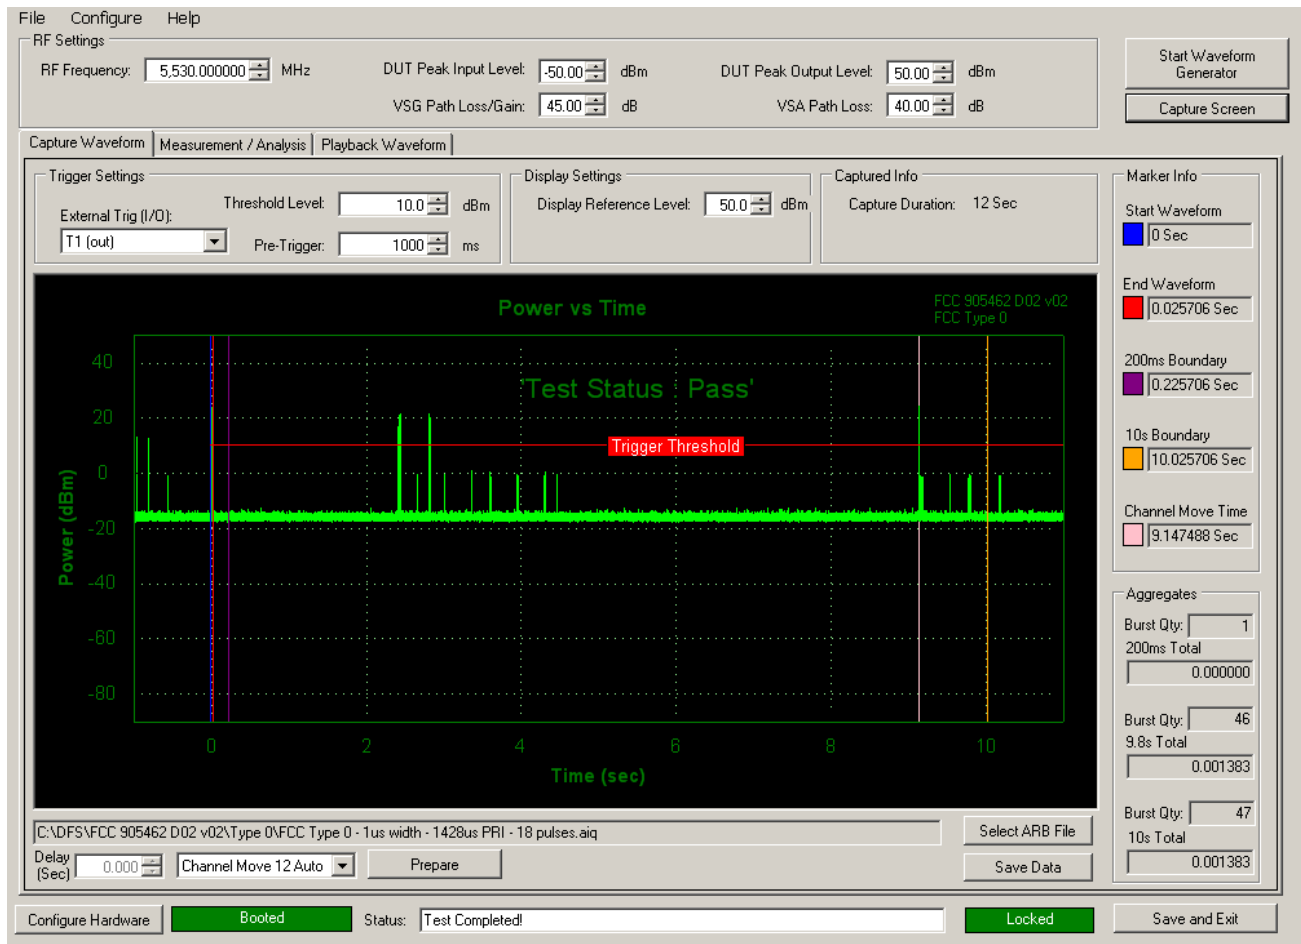 File Configure Help
RF Settings
RF Frequency: 5,530.000000 MHz
DUT Peak Input Level: -50.00 dBm
DUT Peak Output Level: 50.00 dBm
VSG Path Loss/Gain: 45.00 dB
VSA Path Loss: 40.00 dB
Start Waveform
Generator
Capture Screen
Capture Waveform Measurement / Analysis Playback Waveform
Trigger Settings
External Trig (I/O):
T1 (out)
Threshold Level: 10.0 dBm
Pre-Trigger: 1000 ms
Display Settings
Display Reference Level: 50.0 dBm
Captured Info
Capture Duration: 12 Sec
Marker Info
Start Waveform
0 Sec
End Waveform
0.025706 Sec
200ms Boundary
0.225706 Sec
10s Boundary
10.025706 Sec
Channel Move Time
9.147488 Sec
Power vs Time
FCC 905462 D02 v02
FCC Type 0
'Test Status : Pass'
Trigger Threshold
Power (dBm)
40
20
0
-20
-40
-60
-80
0 2 4 6 8 10
Time (sec)
Aggregates
Burst Qty: 1
200ms Total
0.000000
Burst Qty: 46
9.8s Total
0.001383
Burst Qty: 47
10s Total
0.001383
C:\DFS\FCC 905462 D02 v02\Type 0\FCC Type 0 - 1us width - 1428us PRI - 18 pulses.aiq
Select ARB File
Delay
(Sec) 0.000
Channel Move 12 Auto
Prepare
Save Data
Configure Hardware
Booted
Status: Test Completed!
Locked
Save and Exit